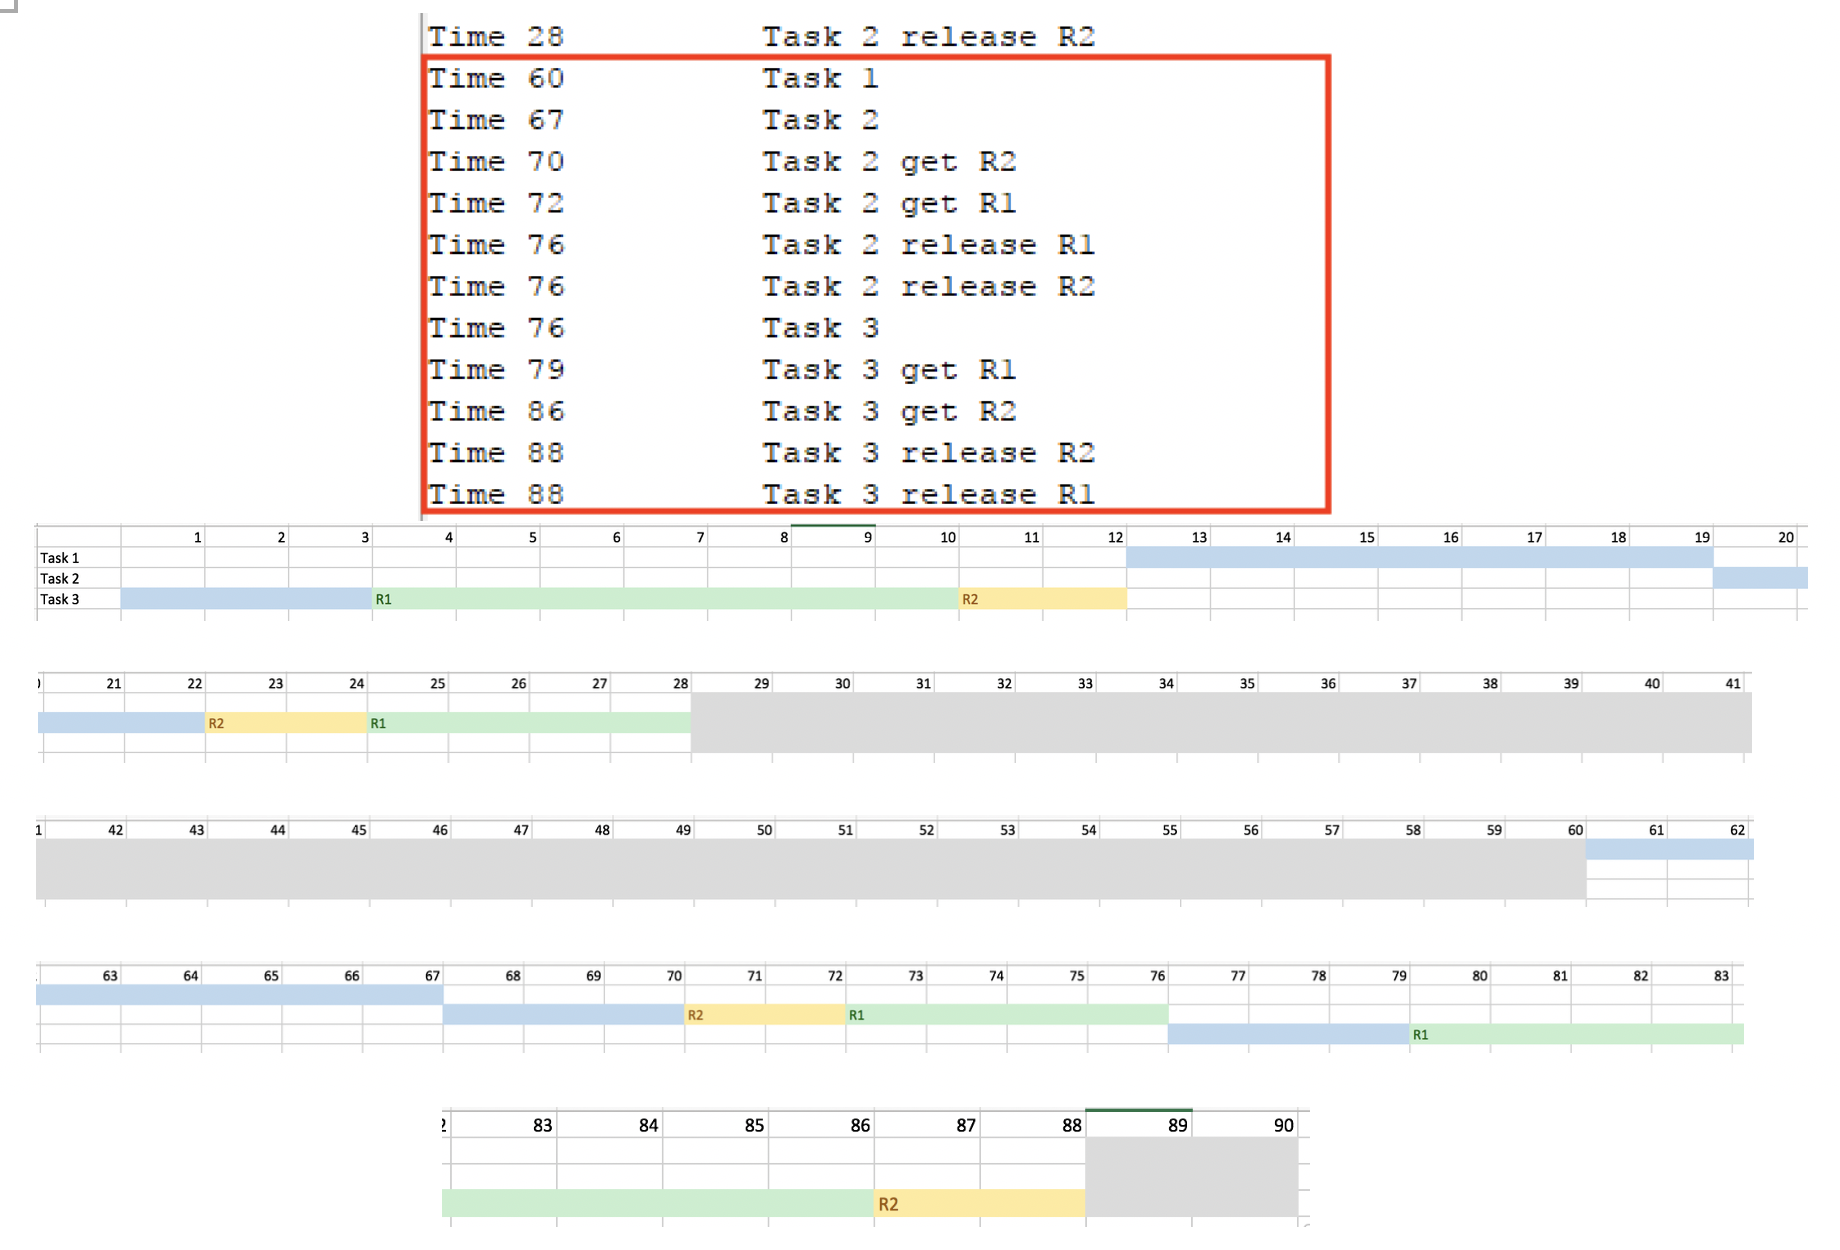 Time 28 Task 2 release R2
Time 60 Task 1
Time 67 Task 2
Time 70 Task 2 get R2
Time 72 Task 2 get R1
Time 76 Task 2 release R1
Time 76 Task 2 release R2
Time 76 Task 3
Time 79 Task 3 get R1
Time 86 Task 3 get R2
Time 88 Task 3 release R2
Time 88 Task 3 release R1
1 2 3 4 5 6 7 8 9 10 11 12 13 14 15 16 17 18 19 20
Task 1
Task 2
Task 3 R1 R2
21 22 23 24 25 26 27 28 29 30 31 32 33 34 35 36 37 38 39 40 41
R2 R1
1 42 43 44 45 46 47 48 49 50 51 52 53 54 55 56 57 58 59 60 61 62
63 64 65 66 67 68 69 70 71 72 73 74 75 76 77 78 79 80 81 82 83
R2 R1
R1
83 84 85 86 87 88 89 90
R2